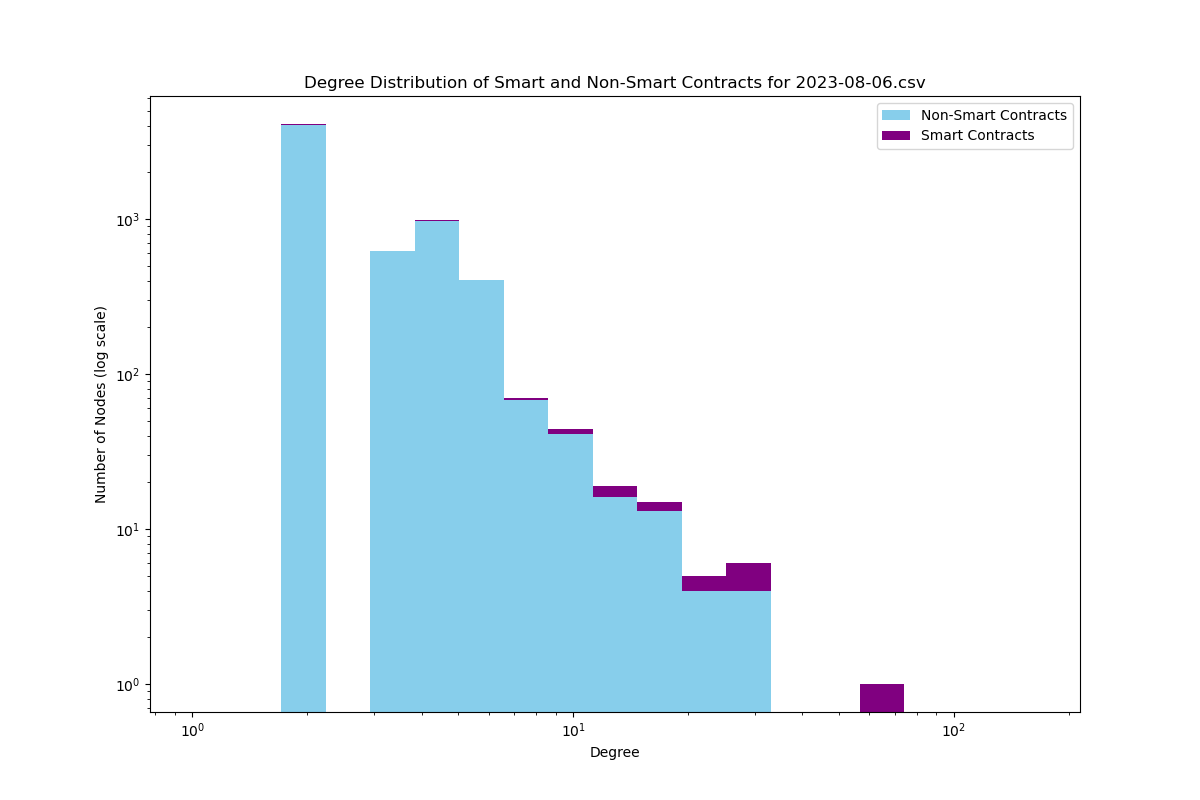 Degree Distribution of Smart and Non-Smart Contracts for 2023-08-06.csv
Non-Smart Contracts
Smart Contracts
Number of Nodes (log scale)
10³
10²
10¹
10⁰
10⁰ 10¹ 10²
Degree